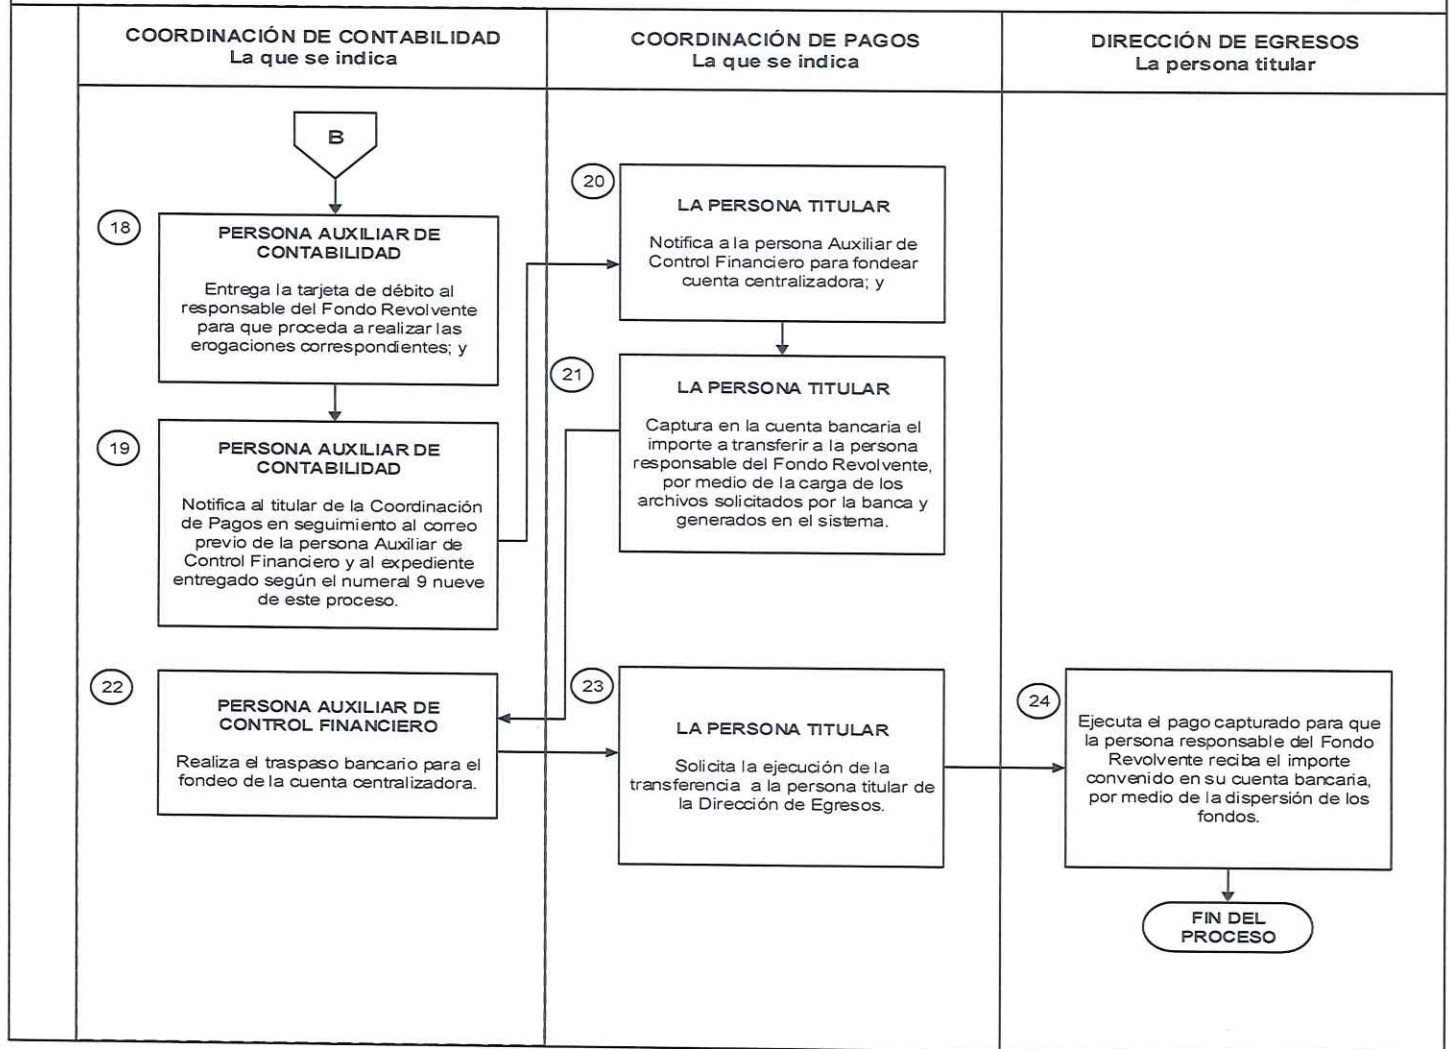 COORDINACIÓN DE CONTABILIDAD
La que se indica
COORDINACIÓN DE PAGOS
La que se indica
DIRECCIÓN DE EGRESOS
La persona titular
B
18
PERSONA AUXILIAR DE
CONTABILIDAD
Entrega la tarjeta de débito al
responsable del Fondo Revolvente
para que proceda a realizar las
erogaciones correspondientes; y
19
PERSONA AUXILIAR DE
CONTABILIDAD
Notifica al titular de la Coordinación
de Pagos en seguimiento al correo
previo de la persona Auxiliar de
Control Financiero y al expediente
entregado según el numeral 9 nueve
de este proceso.
20
LA PERSONA TITULAR
Notifica a la persona Auxiliar de
Control Financiero para fondear
cuenta centralizadora; y
21
LA PERSONA TITULAR
Captura en la cuenta bancaria el
importe a transferir a la persona
responsable del Fondo Revolvente,
por medio de la carga de los
archivos solicitados por la banca y
generados en el sistema.
22
PERSONA AUXILIAR DE
CONTROL FINANCIERO
Realiza el traspaso bancario para el
fondeo de la cuenta centralizadora.
23
LA PERSONA TITULAR
Solicita la ejecución de la
transferencia a la persona titular de
la Dirección de Egresos.
24
Ejecuta el pago capturado para que
la persona responsable del Fondo
Revolvente reciba el importe
convenido en su cuenta bancaria,
por medio de la dispersión de los
fondos.
FIN DEL
PROCESO